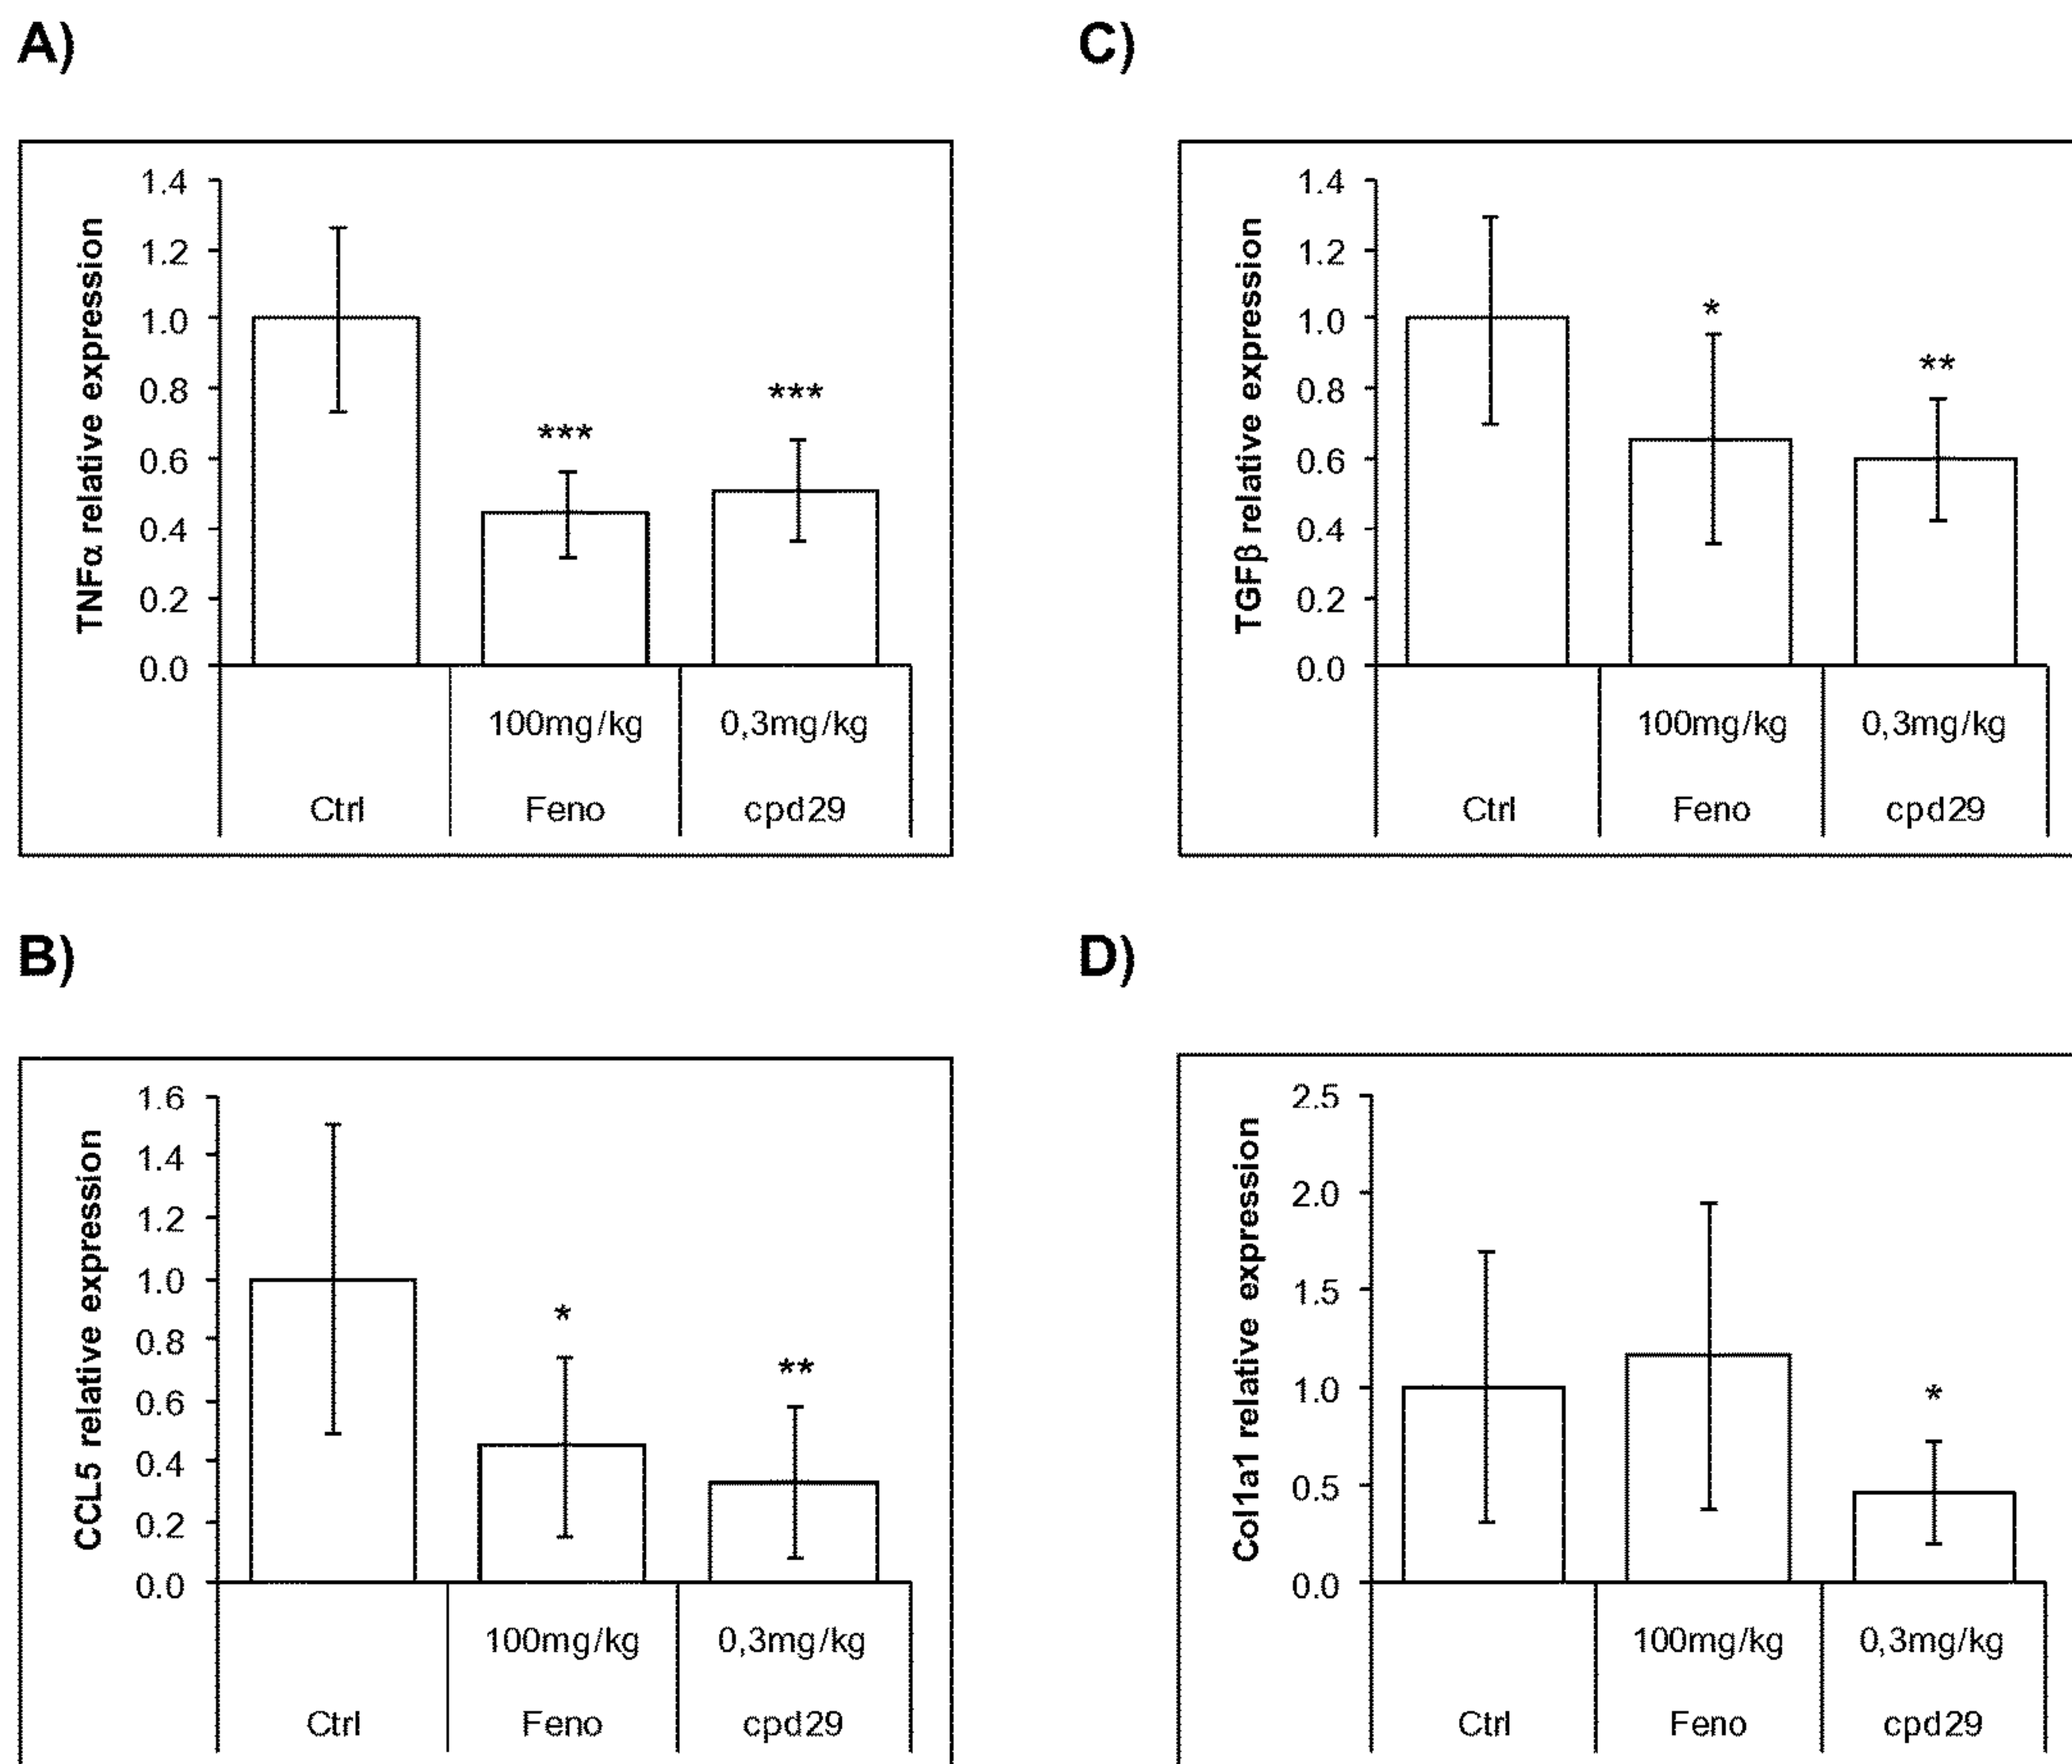 A)
TNFα relative expression
1.4
1.2
1.0
0.8
0.6
0.4
0.2
0.0
***
***
100mg/kg
0,3mg/kg
Ctrl
Feno
cpd29
B)
CCL5 relative expression
1.6
1.4
1.2
1.0
0.8
0.6
0.4
0.2
0.0
*
**
100mg/kg
0,3mg/kg
Ctrl
Feno
cpd29
C)
TGFβ relative expression
1.4
1.2
1.0
0.8
0.6
0.4
0.2
0.0
*
**
100mg/kg
0,3mg/kg
Ctrl
Feno
cpd29
D)
Col1a1 relative expression
2.5
2.0
1.5
1.0
0.5
0.0
*
100mg/kg
0,3mg/kg
Ctrl
Feno
cpd29